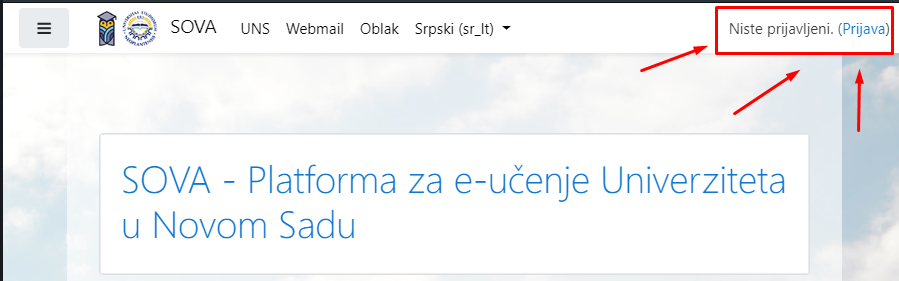 SOVA UNS Webmail Oblak Srpski (sr_lt) Niste prijavljeni. (Prijava)
SOVA - Platforma za e-učenje Univerziteta
u Novom Sadu